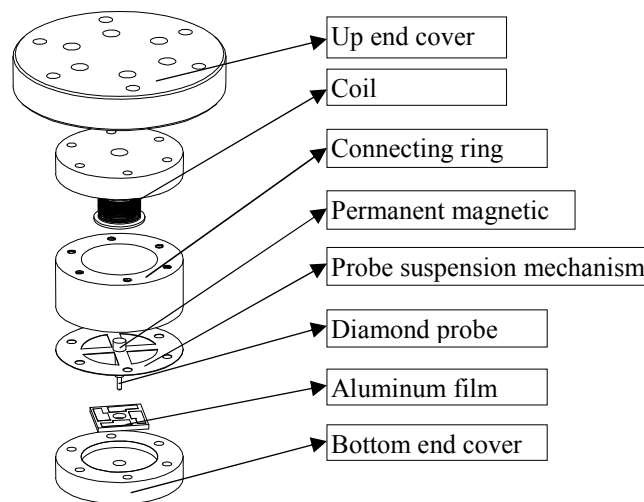 Up end cover
Coil
Connecting ring
Permanent magnetic
Probe suspension mechanism
Diamond probe
Aluminum film
Bottom end cover